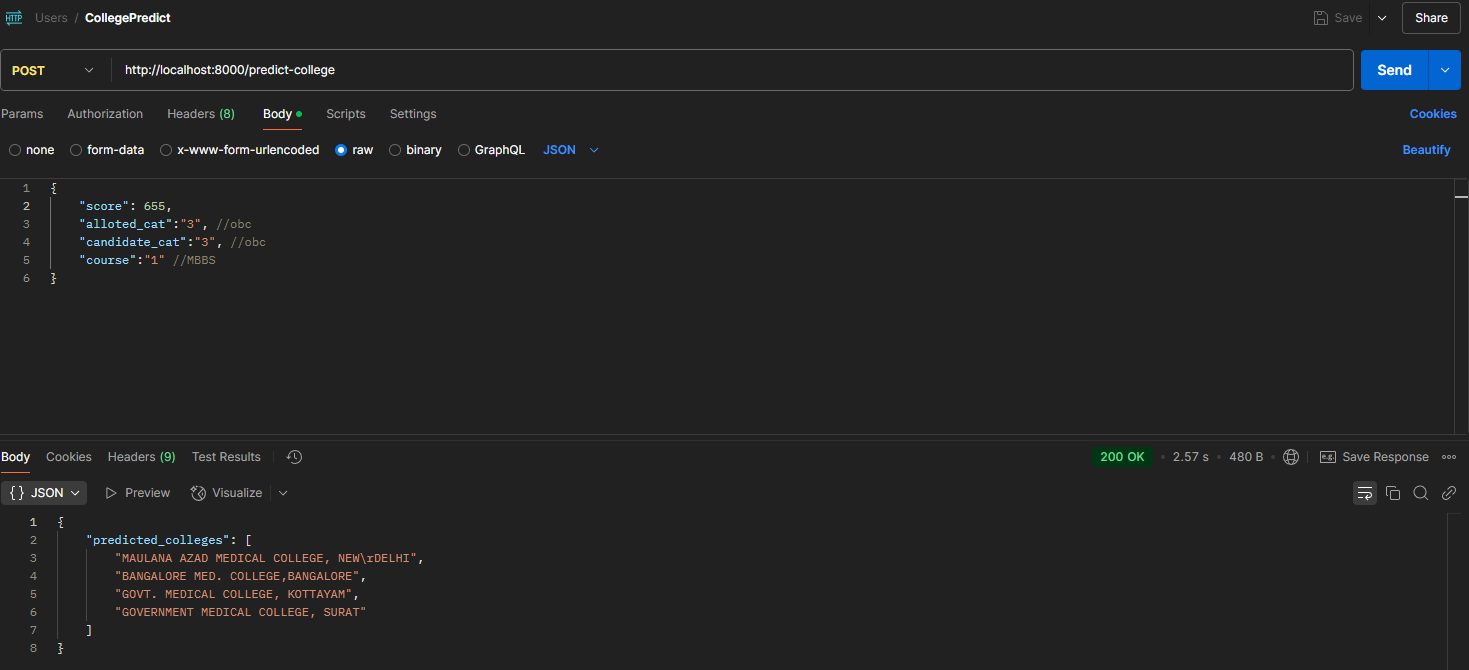 HTTP Users / CollegePredict Save Share
POST http://localhost:8000/predict-college Send
Params Authorization Headers (8) Body Scripts Settings Cookies
none form-data x-www-form-urlencoded raw binary GraphQL JSON Beautify
1 {
2 "score": 655,
3 "alloted_cat":"3", //obc
4 "candidate_cat":"3", //obc
5 "course":"1" //MBBS
6 }
Body Cookies Headers (9) Test Results 200 OK • 2.57 s • 480 B • e.g. Save Response
{} JSON Preview Visualize
1 {
2 "predicted_colleges": [
3 "MAULANA AZAD MEDICAL COLLEGE, NEW\rDELHI",
4 "BANGALORE MED. COLLEGE,BANGALORE",
5 "GOVT. MEDICAL COLLEGE, KOTTAYAM",
6 "GOVERNMENT MEDICAL COLLEGE, SURAT"
7 ]
8 }